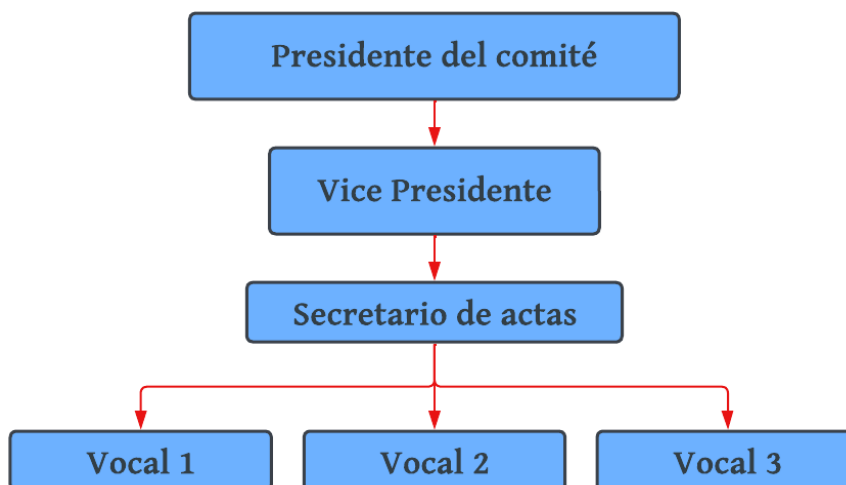 Presidente del comité
Vice Presidente
Secretario de actas
Vocal 1
Vocal 2
Vocal 3